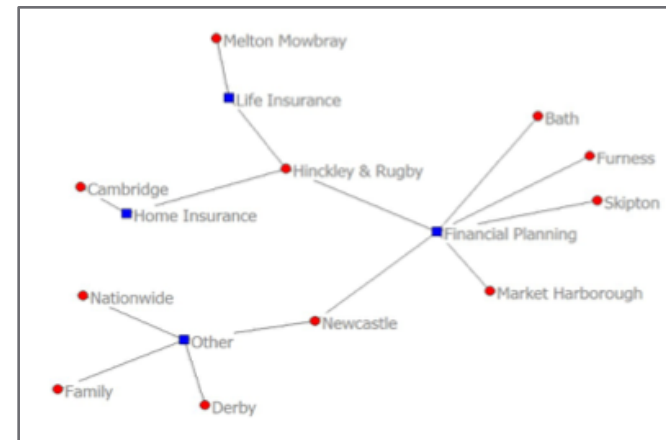 Melton Mowbray
Life Insurance
Bath
Furness
Hinckley & Rugby
Cambridge
Skipton
Home Insurance
Financial Planning
Market Harborough
Nationwide
Newcastle
Other
Family
Derby